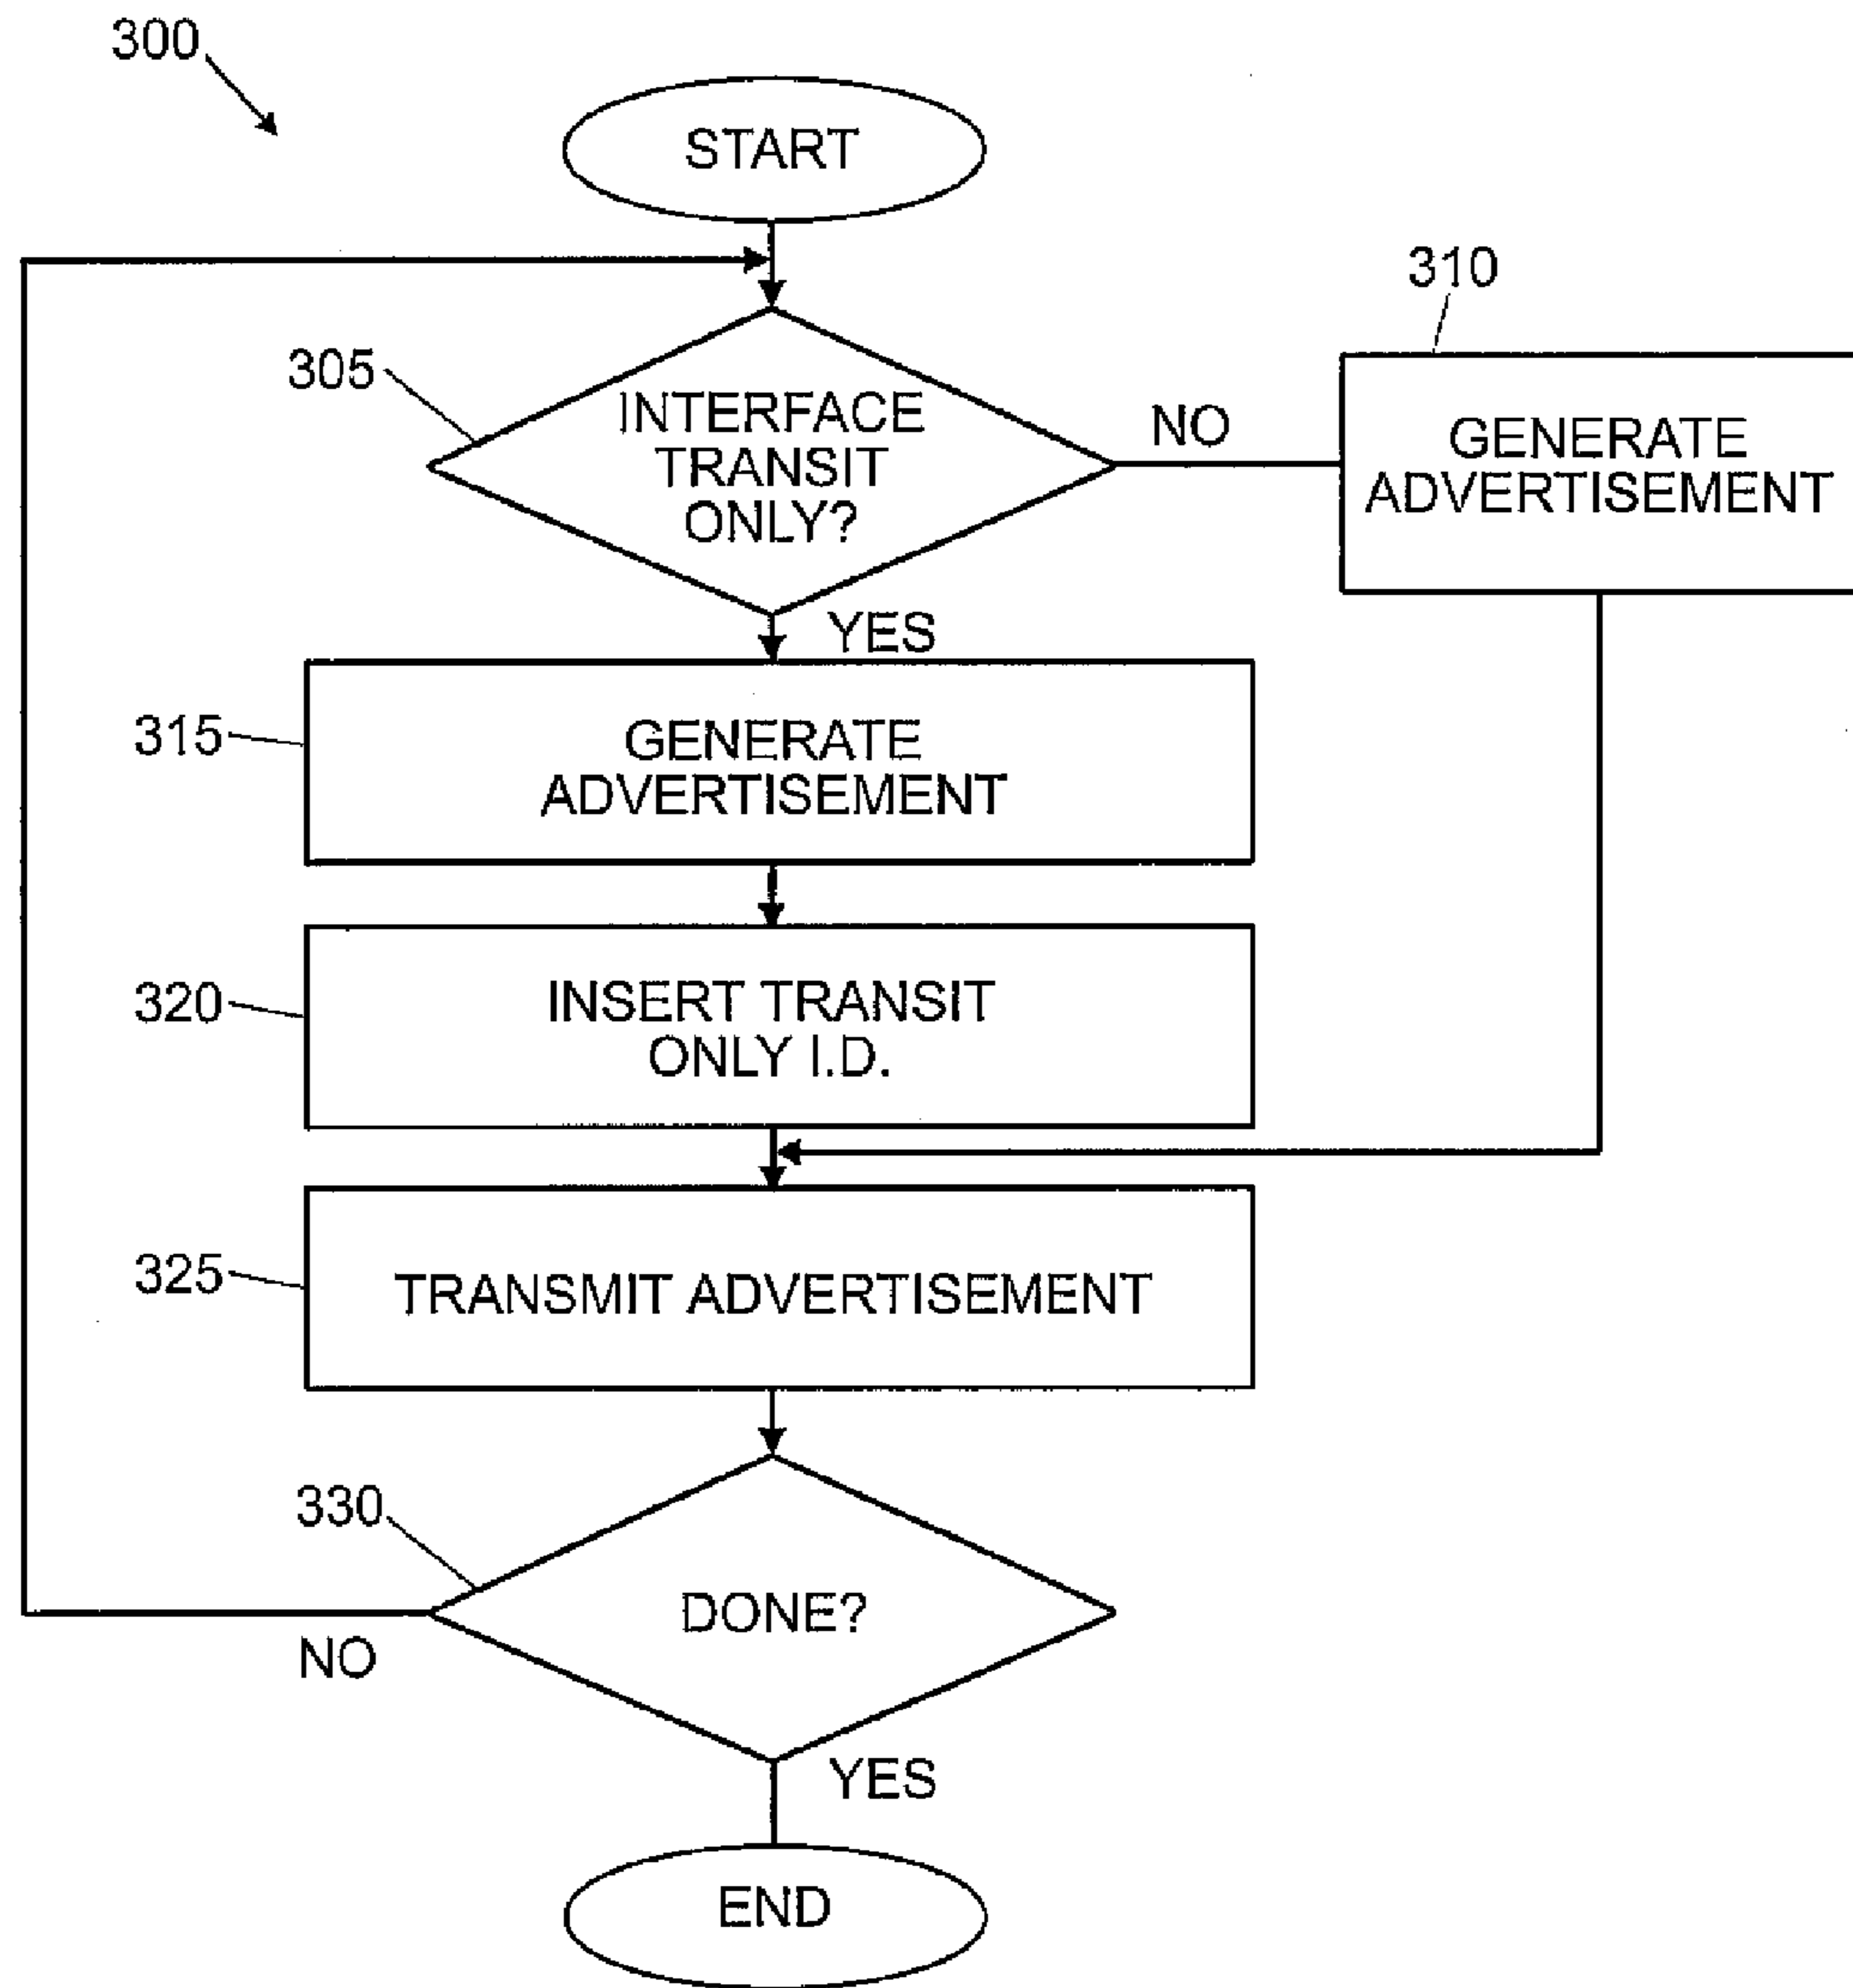 300
START
305
INTERFACE
TRANSIT
ONLY?
NO
310
GENERATE
ADVERTISEMENT
YES
315
GENERATE
ADVERTISEMENT
320
INSERT TRANSIT
ONLY I.D.
325
TRANSMIT ADVERTISEMENT
330
DONE?
NO
YES
END